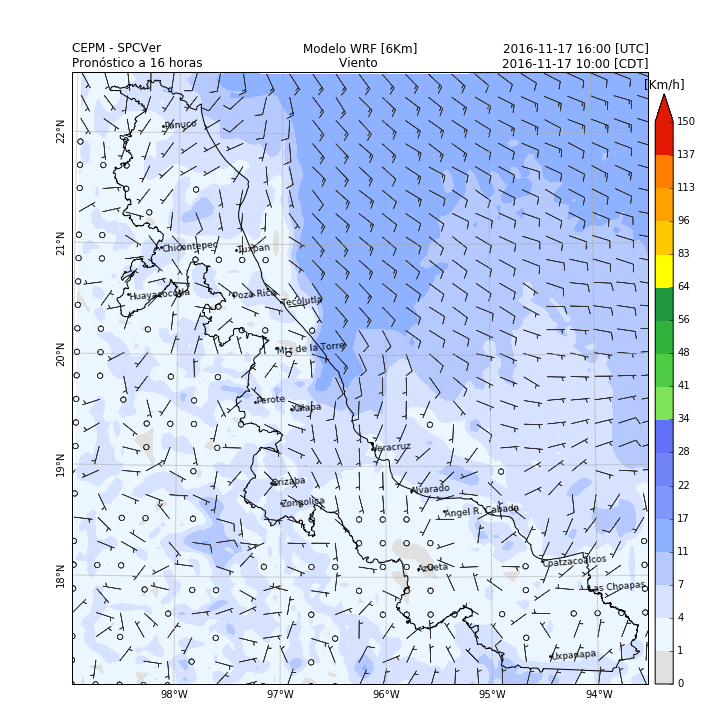 CEPM - SPCVer Modelo WRF [6Km] 2016-11-17 16:00 [UTC]
Pronóstico a 16 horas Viento 2016-11-17 10:00 [CDT]
[Km/h]
150
137
113
96
83
64
56
48
41
34
28
22
17
11
7
4
1
0
22°N
21°N
20°N
19°N
18°N
Panuco
Chicontepec
Tuxpan
Huayacocotla
Poza Rica
Tecolutla
Mtz de la Torre
Perote
Xalapa
Veracruz
Orizaba
Alvarado
Zongolica
Angel R. Cabada
Coatzacoalcos
Azueta
Las Choapas
Uxpanapa
98°W 97°W 96°W 95°W 94°W